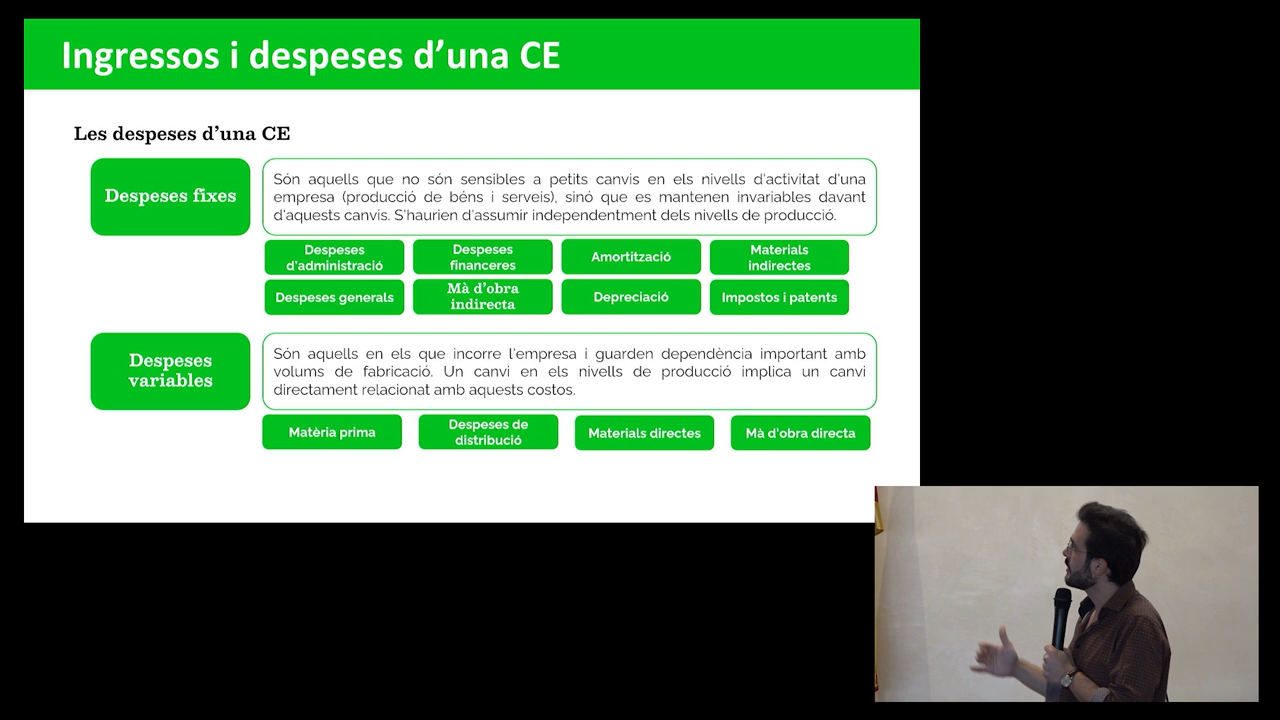 Ingressos i despeses d’una CE
Les despeses d’una CE
Despeses fixes
Són aquells que no són sensibles a petits canvis en els nivells d'activitat d'una
empresa (producció de béns i serveis), sinó que es mantenen invariables davant
d'aquests canvis. S'haurien d'assumir independentment dels nivells de producció.
Despeses
d'administració
Despeses
financeres
Amortització
Materials
indirectes
Despeses generals
Mà d’obra
indirecta
Depreciació
Impostos i patents
Despeses
variables
Són aquells en els que incorre l'empresa i guarden dependència important amb
volums de fabricació. Un canvi en els nivells de producció implica un canvi
directament relacionat amb aquests costos.
Matèria prima
Despeses de
distribució
Materials directes
Mà d'obra directa